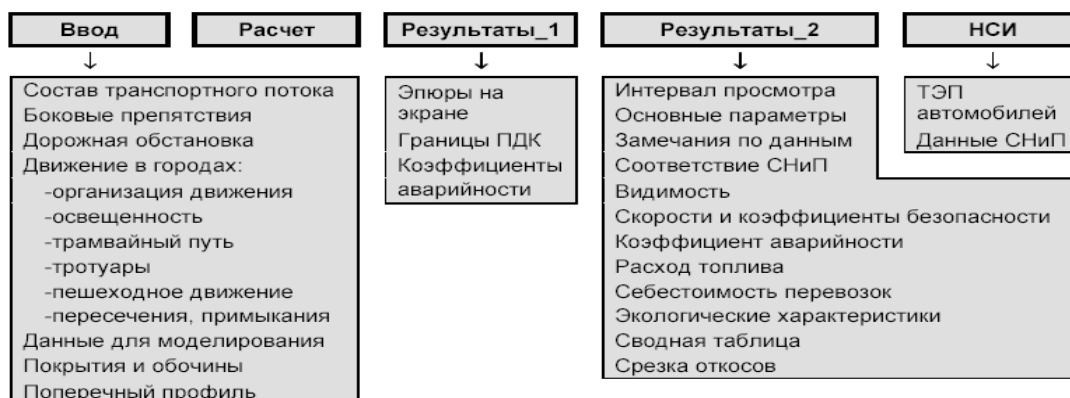 Ввод
Расчет
Результаты_1
Результаты_2
НСИ
Состав транспортного потока
Боковые препятствия
Дорожная обстановка
Движение в городах:
-организация движения
-освещенность
-трамвайный путь
-тротуары
-пешеходное движение
-пересечения, примыкания
Данные для моделирования
Покрытия и обочины
Поперечный профиль
Эпюры на
экране
Границы ПДК
Коэффициенты
аварийности
Интервал просмотра
Основные параметры
Замечания по данным
Соответствие СНиП
Видимость
Скорости и коэффициенты безопасности
Коэффициент аварийности
Расход топлива
Себестоимость перевозок
Экологические характеристики
Сводная таблица
Срезка откосов
ТЭП
автомобилей
Данные СНиП